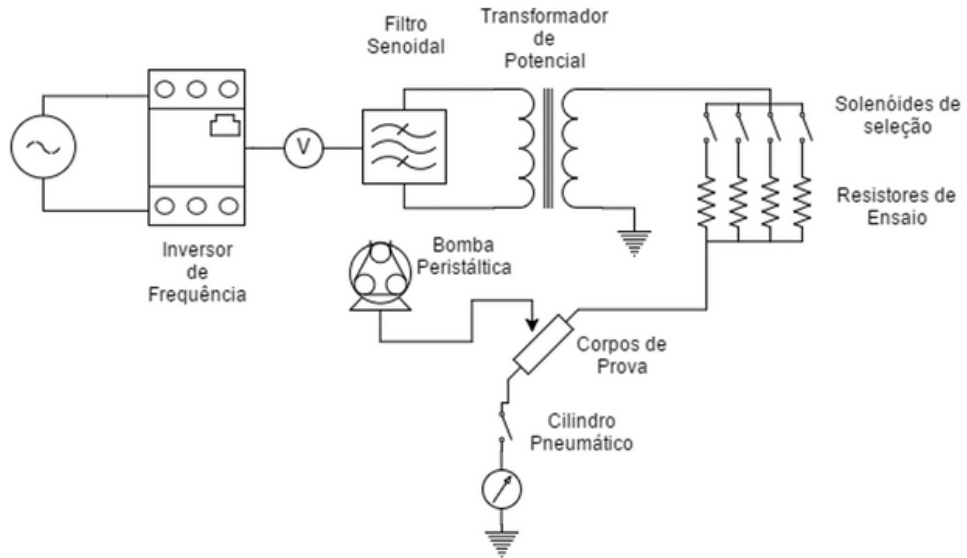 Filtro
Senoidal
Transformador
de
Potencial
Solenóides de
seleção
V
Resistores de
Ensaio
Inversor
de
Frequência
Bomba
Peristáltica
Corpos de
Prova
Cilindro
Pneumático